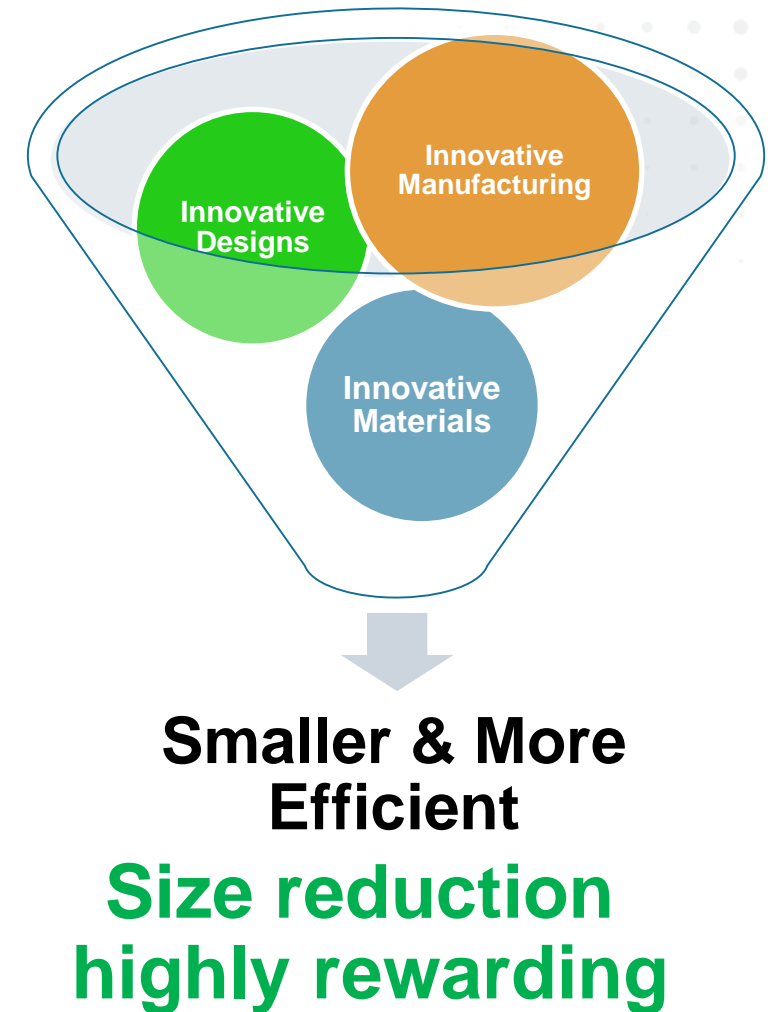 Innovative
Manufacturing
Innovative
Designs
Innovative
Materials
Smaller & More
Efficient
Size reduction
highly rewarding